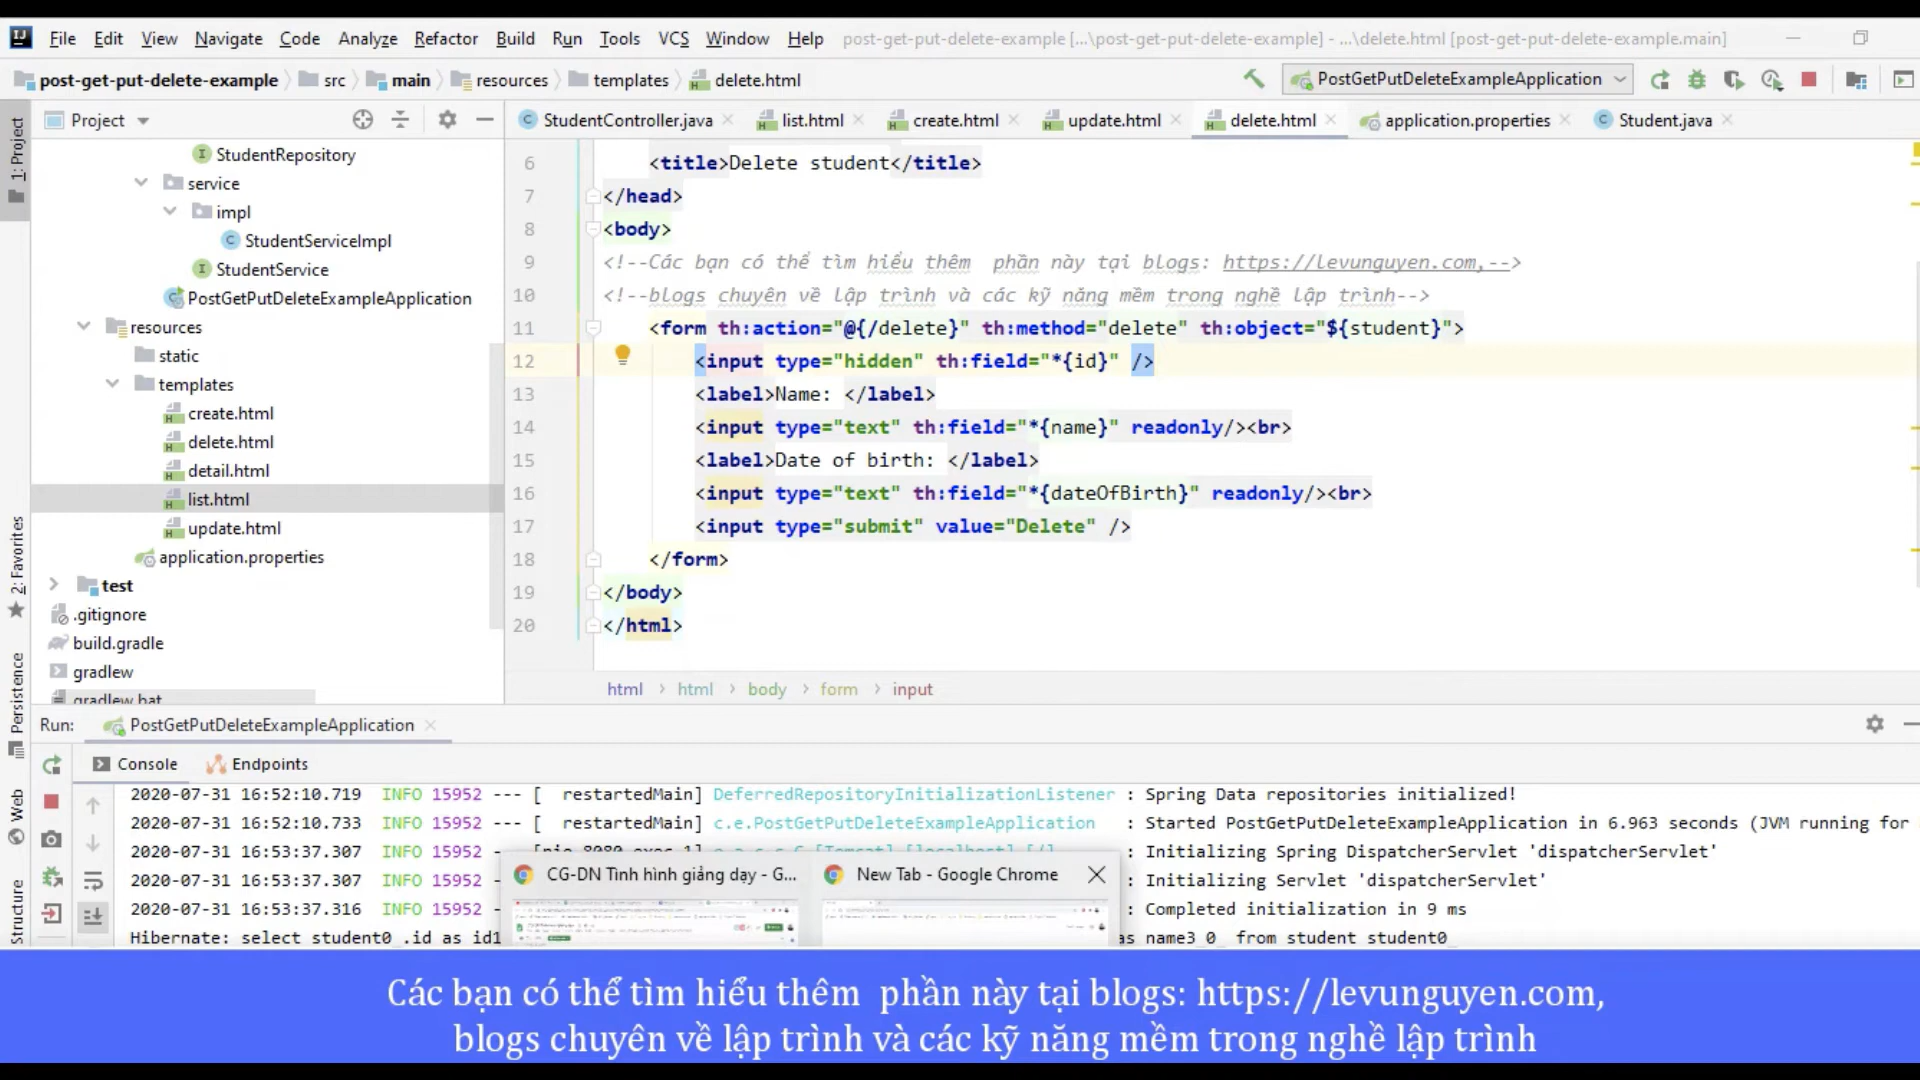 File Edit View Navigate Code Analyze Refactor Build Run Tools VCS Window Help post-get-put-delete-example [...\post-get-put-delete-example] - ...\delete.html [post-get-put-delete-example.main]
post-get-put-delete-example src main resources templates delete.html PostGetPutDeleteExampleApplication
Project StudentController.java list.html create.html update.html delete.html application.properties Student.java
1: Project
2: Favorites
Persistence
Web
Structure
StudentRepository
service
impl
StudentServiceImpl
StudentService
PostGetPutDeleteExampleApplication
resources
static
templates
create.html
delete.html
detail.html
list.html
update.html
application.properties
test
.gitignore
build.gradle
gradlew
gradlew.bat
6 <title>Delete student</title>
7 </head>
8 <body>
9 <!--Các bạn có thể tìm hiểu thêm  phần này tại blogs: https://levunguyen.com,-->
10 <!--blogs chuyên về lập trình và các kỹ năng mềm trong nghề lập trình-->
11 <form th:action="@{/delete}" th:method="delete" th:object="${student}">
12 <input type="hidden" th:field="*{id}" />
13 <label>Name: </label>
14 <input type="text" th:field="*{name}" readonly/><br>
15 <label>Date of birth: </label>
16 <input type="text" th:field="*{dateOfBirth}" readonly/><br>
17 <input type="submit" value="Delete" />
18 </form>
19 </body>
20 </html>
html html body form input
Run: PostGetPutDeleteExampleApplication
Console Endpoints
2020-07-31 16:52:10.719 INFO 15952 --- [ restartedMain] DeferredRepositoryInitializationListener : Spring Data repositories initialized!
2020-07-31 16:52:10.733 INFO 15952 --- [ restartedMain] c.e.PostGetPutDeleteExampleApplication : Started PostGetPutDeleteExampleApplication in 6.963 seconds (JVM running for
2020-07-31 16:53:37.307 INFO 15952 --- : Initializing Spring DispatcherServlet 'dispatcherServlet'
2020-07-31 16:53:37.307 INFO 15952 : Initializing Servlet 'dispatcherServlet'
2020-07-31 16:53:37.316 INFO 15952 : Completed initialization in 9 ms
Hibernate: select student0_.id as id1 as name3_0_ from student student0_
CG-DN Tình hình giảng dạy - G... New Tab - Google Chrome
Các bạn có thể tìm hiểu thêm  phần này tại blogs: https://levunguyen.com,
blogs chuyên về lập trình và các kỹ năng mềm trong nghề lập trình